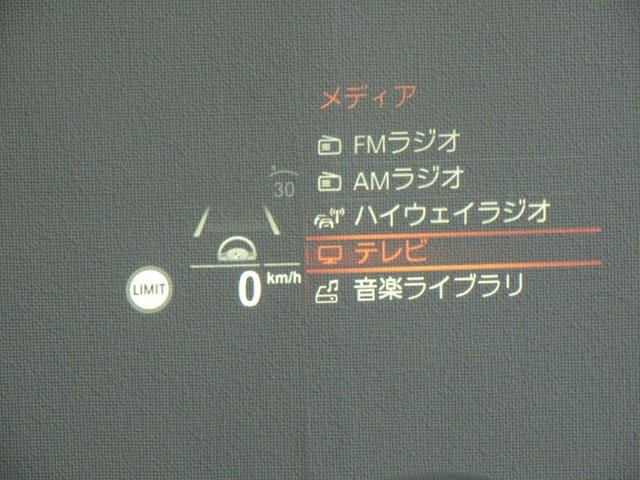 メディア
FMラジオ
AMラジオ
ハイウェイラジオ
テレビ
音楽ライブラリ
30
LIMIT
0 km/h